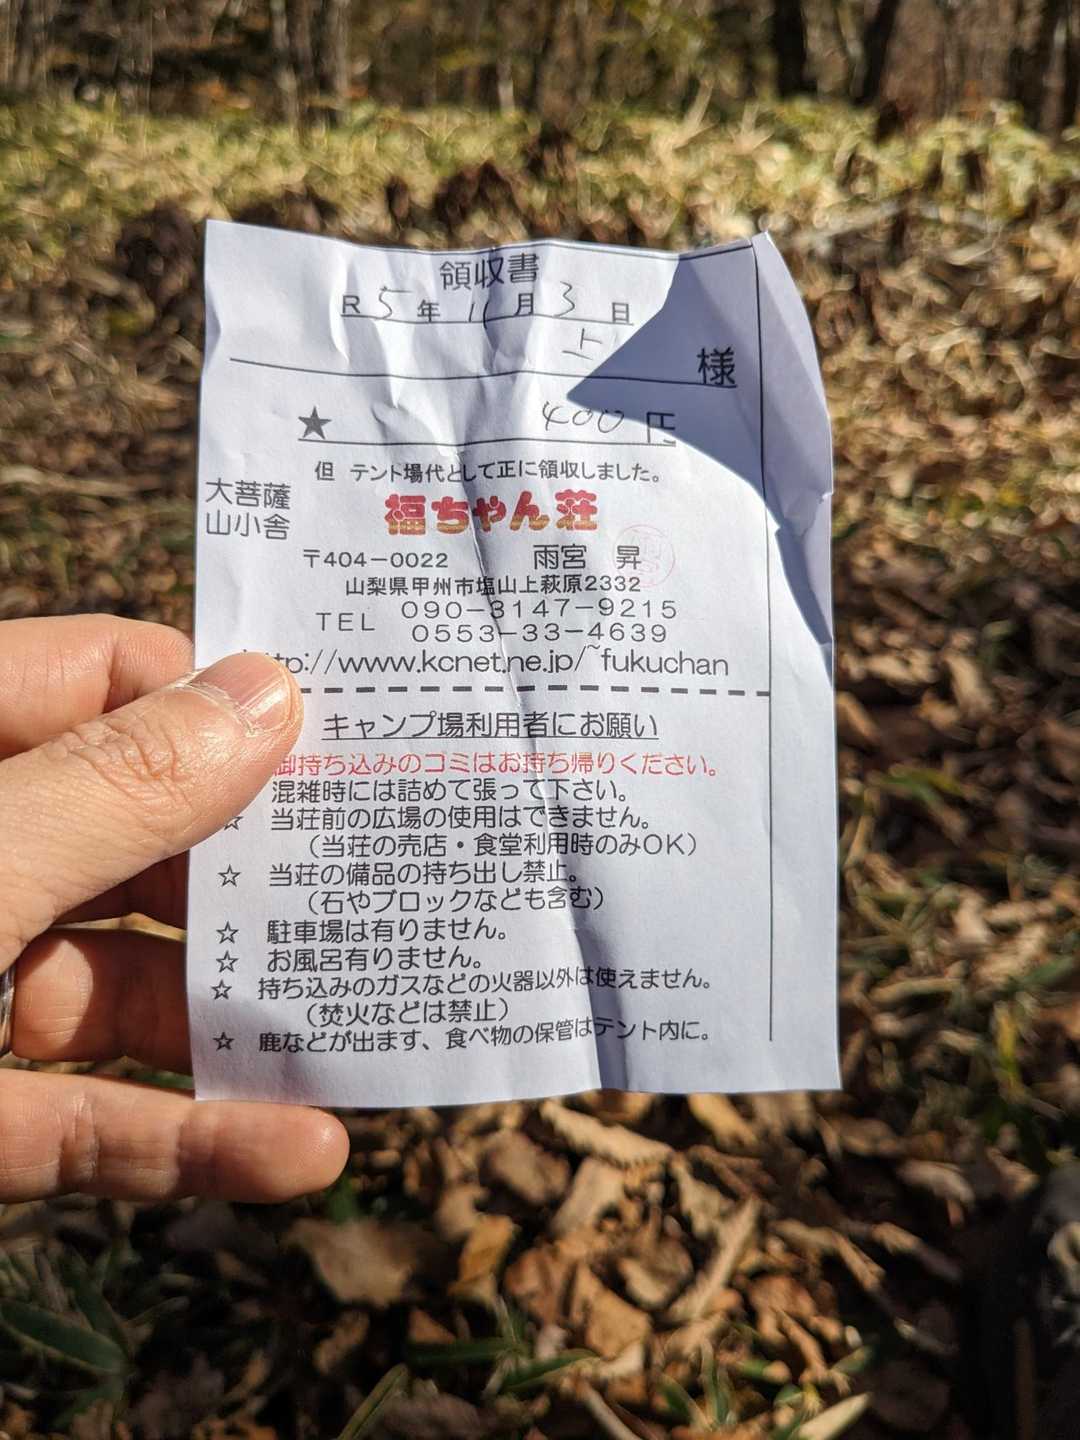 領収書
R 5 年 11 月 3 日
上 様
★ 400 円
但 テント場代として正に領収しました。
大菩薩
山小舎
福ちゃん荘
〒404-0022 雨宮 昇
山梨県甲州市塩山上萩原2332
TEL 090-3147-9215
0553-33-4639
http://www.kcnet.ne.jp/~fukuchan
キャンプ場利用者にお願い
御持ち込みのゴミはお持ち帰りください。
混雑時には詰めて張って下さい。
☆ 当荘前の広場の使用はできません。
(当荘の売店・食堂利用時のみOK)
☆ 当荘の備品の持ち出し禁止。
(石やブロックなども含む)
☆ 駐車場は有りません。
☆ お風呂有りません。
☆ 持ち込みのガスなどの火器以外は使えません。
(焚火などは禁止)
☆ 鹿などが出ます、食べ物の保管はテント内に。